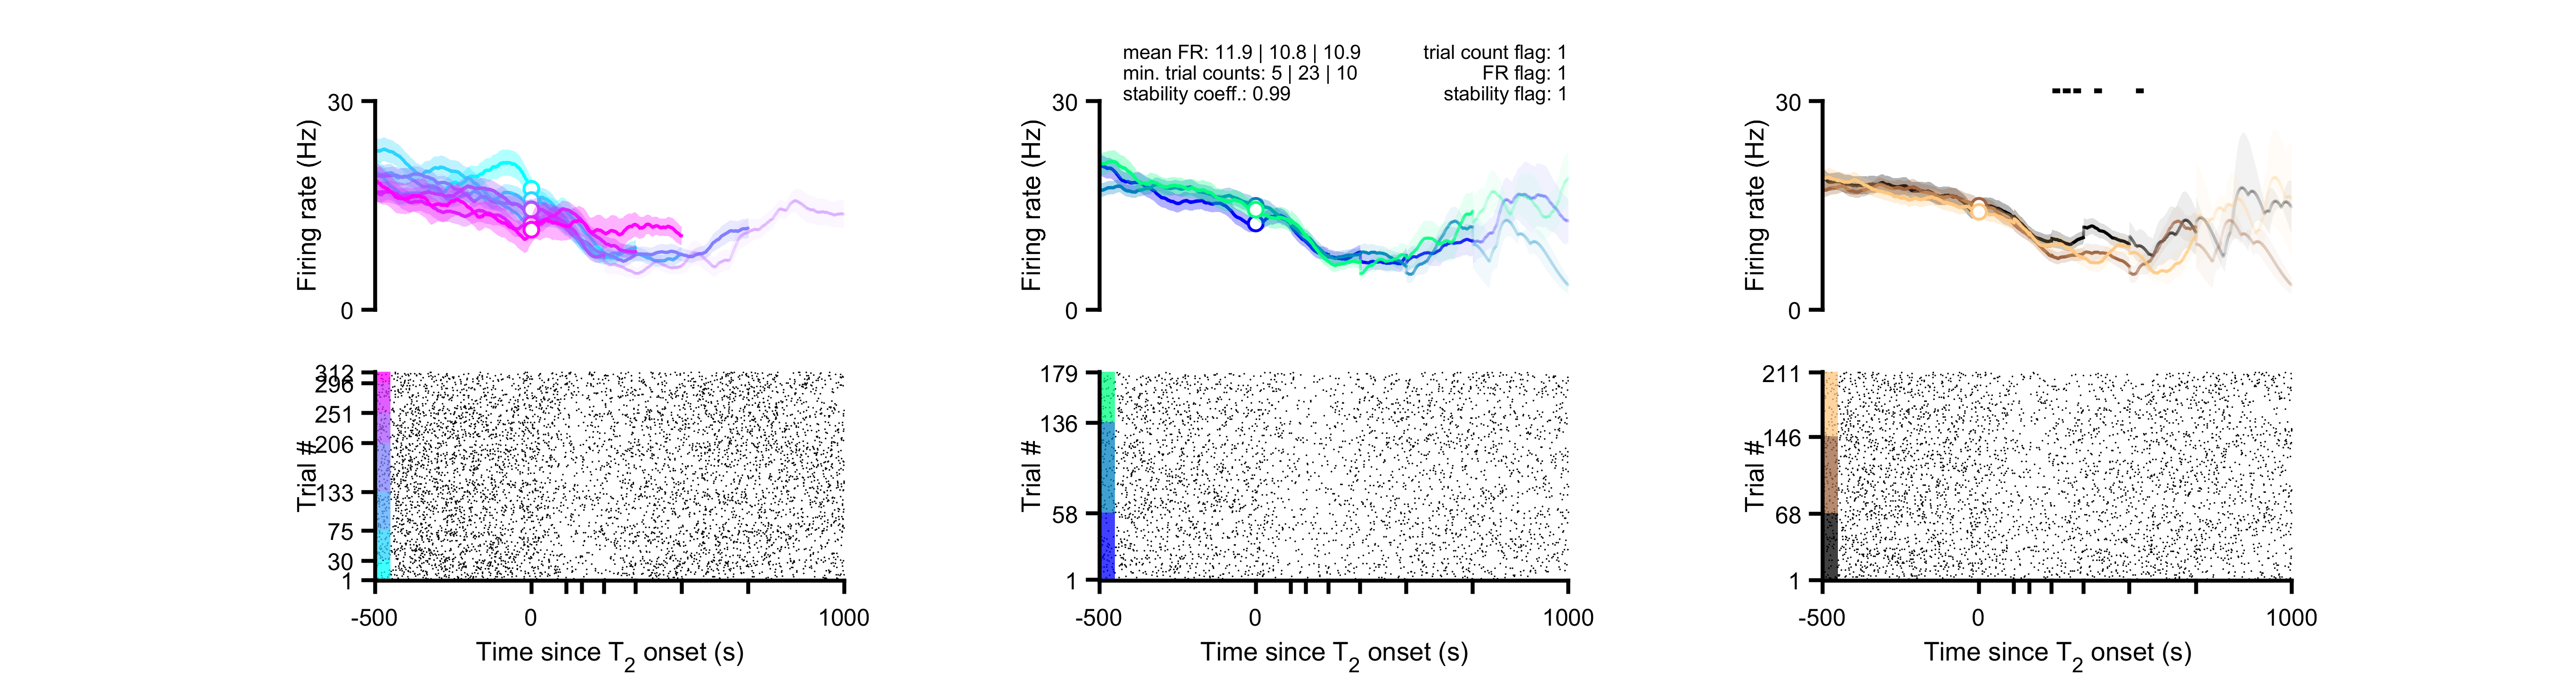 mean FR: 11.9 | 10.8 | 10.9
min. trial counts: 5 | 23 | 10
stability coeff.: 0.99
trial count flag: 1
FR flag: 1
stability flag: 1
30
Firing rate (Hz)
0
30
Firing rate (Hz)
0
30
Firing rate (Hz)
0
312
296
251
206
133
75
30
1
Trial #
-500
0
1000
Time since T2 onset (s)
179
136
58
1
Trial #
-500
0
1000
Time since T2 onset (s)
211
146
68
1
Trial #
-500
0
1000
Time since T2 onset (s)